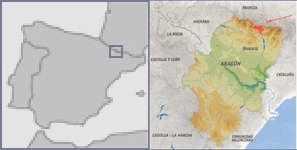 FRANCIA
NAVARRA
LA RIOJA
Huesca
ARAGÓN
CASTILLA Y LEÓN
CATALUÑA
CASTILLA - LA MANCHA
COMUNIDAD
VALENCIANA